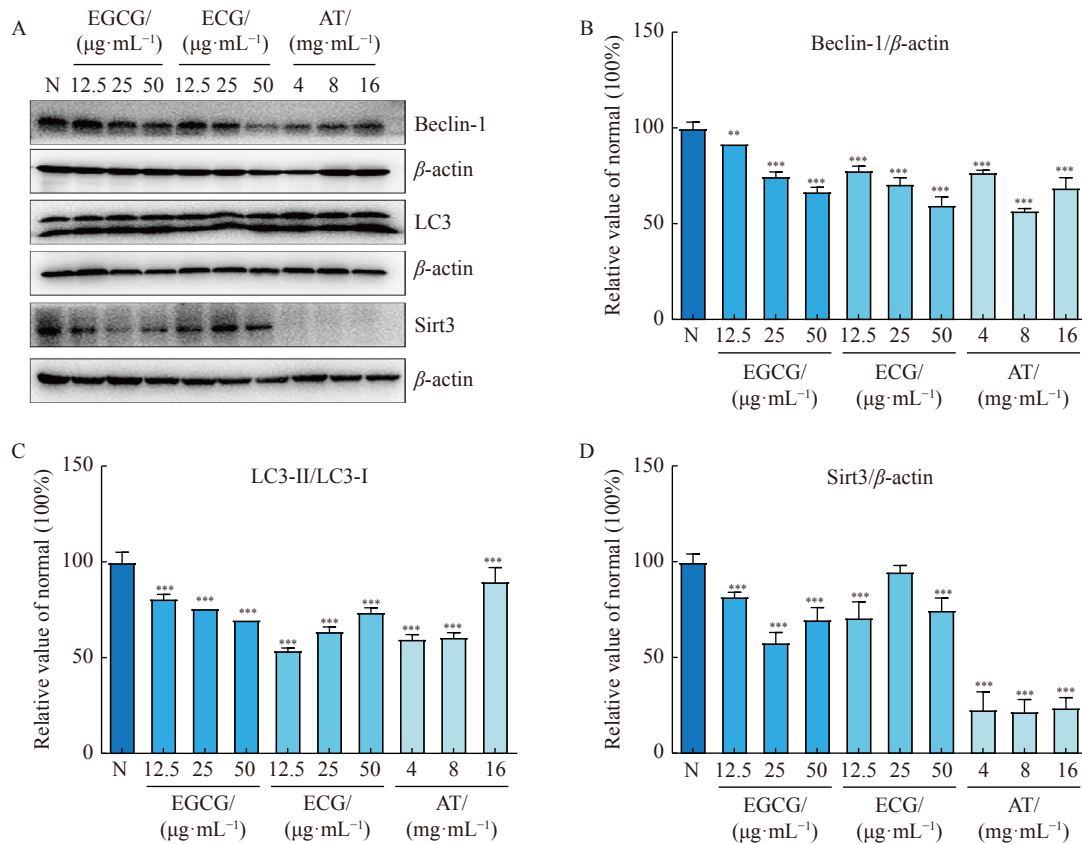 A
EGCG/ ECG/ AT/
(μg·mL⁻¹) (μg·mL⁻¹) (mg·mL⁻¹)
N 12.5 25 50 12.5 25 50 4 8 16
Beclin-1
β-actin
LC3
β-actin
Sirt3
β-actin
B
Beclin-1/β-actin
Relative value of normal (100%)
150
100
50
0
** *** *** *** *** *** *** *** ***
N 12.5 25 50 12.5 25 50 4 8 16
EGCG/ ECG/ AT/
(μg·mL⁻¹) (μg·mL⁻¹) (mg·mL⁻¹)
C
LC3-II/LC3-I
Relative value of normal (100%)
150
100
50
0
*** *** *** *** *** *** *** *** ***
N 12.5 25 50 12.5 25 50 4 8 16
EGCG/ ECG/ AT/
(μg·mL⁻¹) (μg·mL⁻¹) (mg·mL⁻¹)
D
Sirt3/β-actin
Relative value of normal (100%)
150
100
50
0
*** *** *** *** *** *** *** ***
N 12.5 25 50 12.5 25 50 4 8 16
EGCG/ ECG/ AT/
(μg·mL⁻¹) (μg·mL⁻¹) (mg·mL⁻¹)